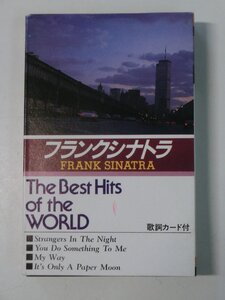 フランクシナトラ
FRANK SINATRA
The Best Hits
of the
WORLD
歌詞カード付
■ Strangers In The Night
■ You Do Something To Me
■ My Way
■ It's Only A Paper Moon